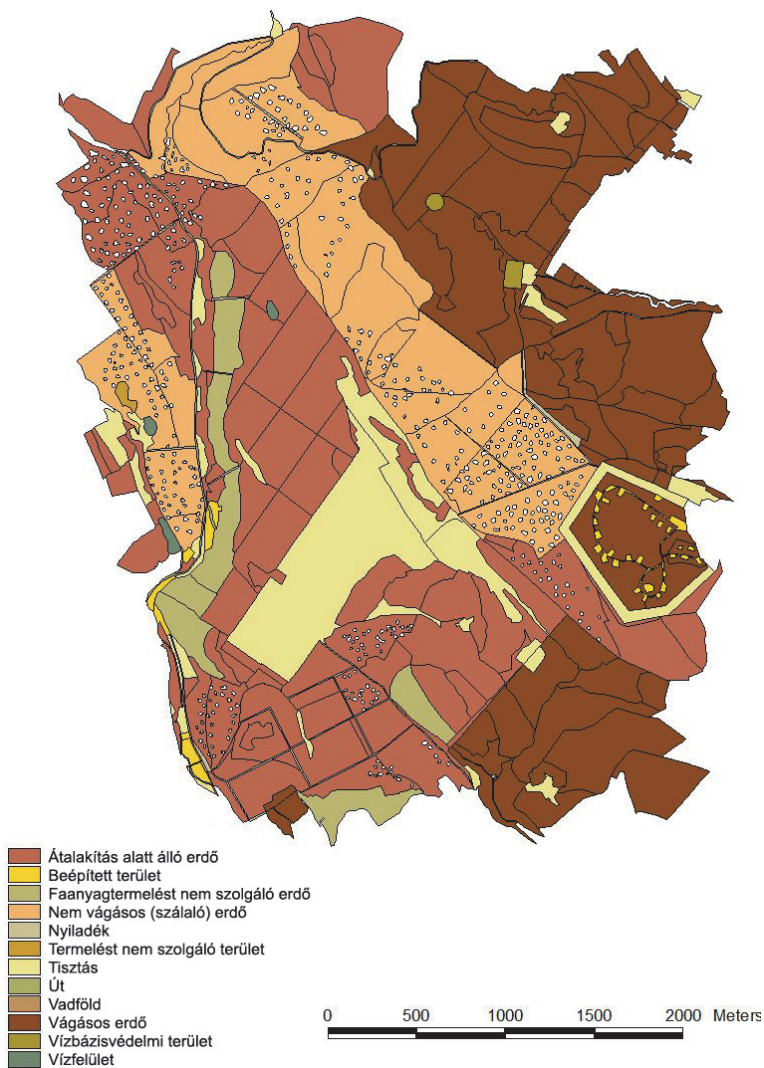 Átalakítás alatt álló erdő
Beépített terület
Faanyagtermelést nem szolgáló erdő
Nem vágásos (szálaló) erdő
Nyiladék
Termelést nem szolgáló terület
Tisztás
Út
Vadföld
Vágásos erdő
Vízbázisvédelmi terület
Vízfelület
0 500 1000 1500 2000 Meters